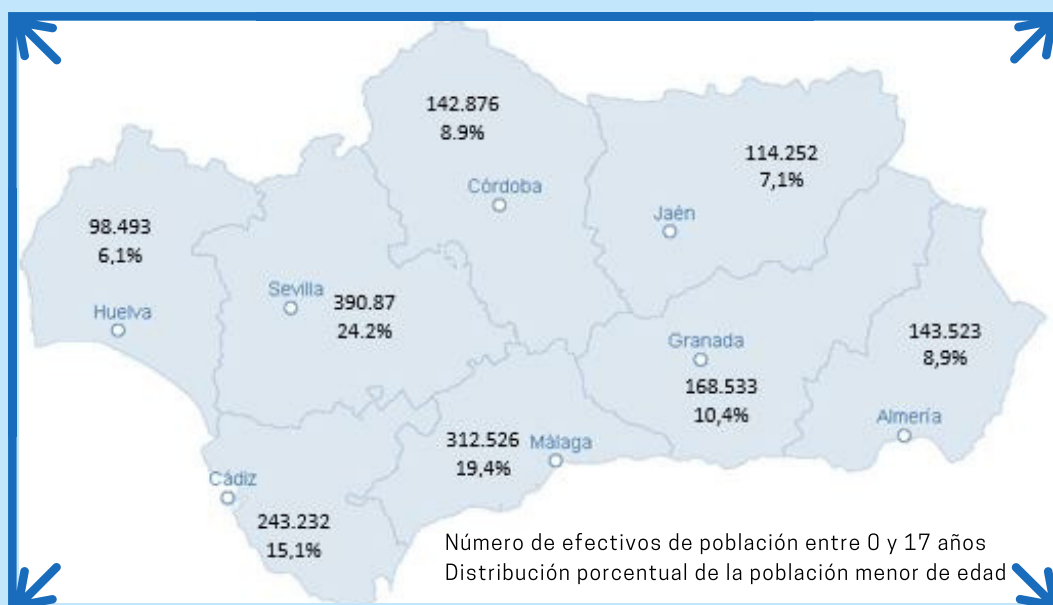 142.876
8.9%
Córdoba
114.252
7,1%
Jaén
98.493
6,1%
Huelva
Sevilla
390.87
24.2%
Granada
168.533
10,4%
143.523
8,9%
Almería
312.526
19,4%
Málaga
Cádiz
243.232
15,1%
Número de efectivos de población entre 0 y 17 años
Distribución porcentual de la población menor de edad